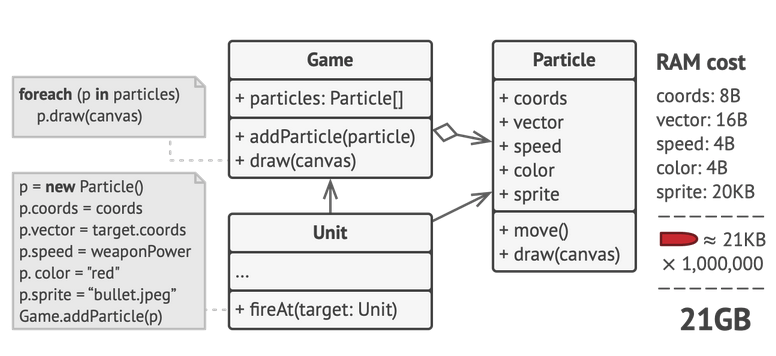 foreach (p in particles)
p.draw(canvas)
p = new Particle()
p.coords = coords
p.vector = target.coords
p.speed = weaponPower
p. color = "red"
p.sprite = “bullet.jpeg”
Game.addParticle(p)
Game
+ particles: Particle[]
+ addParticle(particle)
+ draw(canvas)
Unit
...
+ fireAt(target: Unit)
Particle
+ coords
+ vector
+ speed
+ color
+ sprite
+ move()
+ draw(canvas)
RAM cost
coords: 8B
vector: 16B
speed: 4B
color: 4B
sprite: 20KB
≈ 21KB
× 1,000,000
21GB